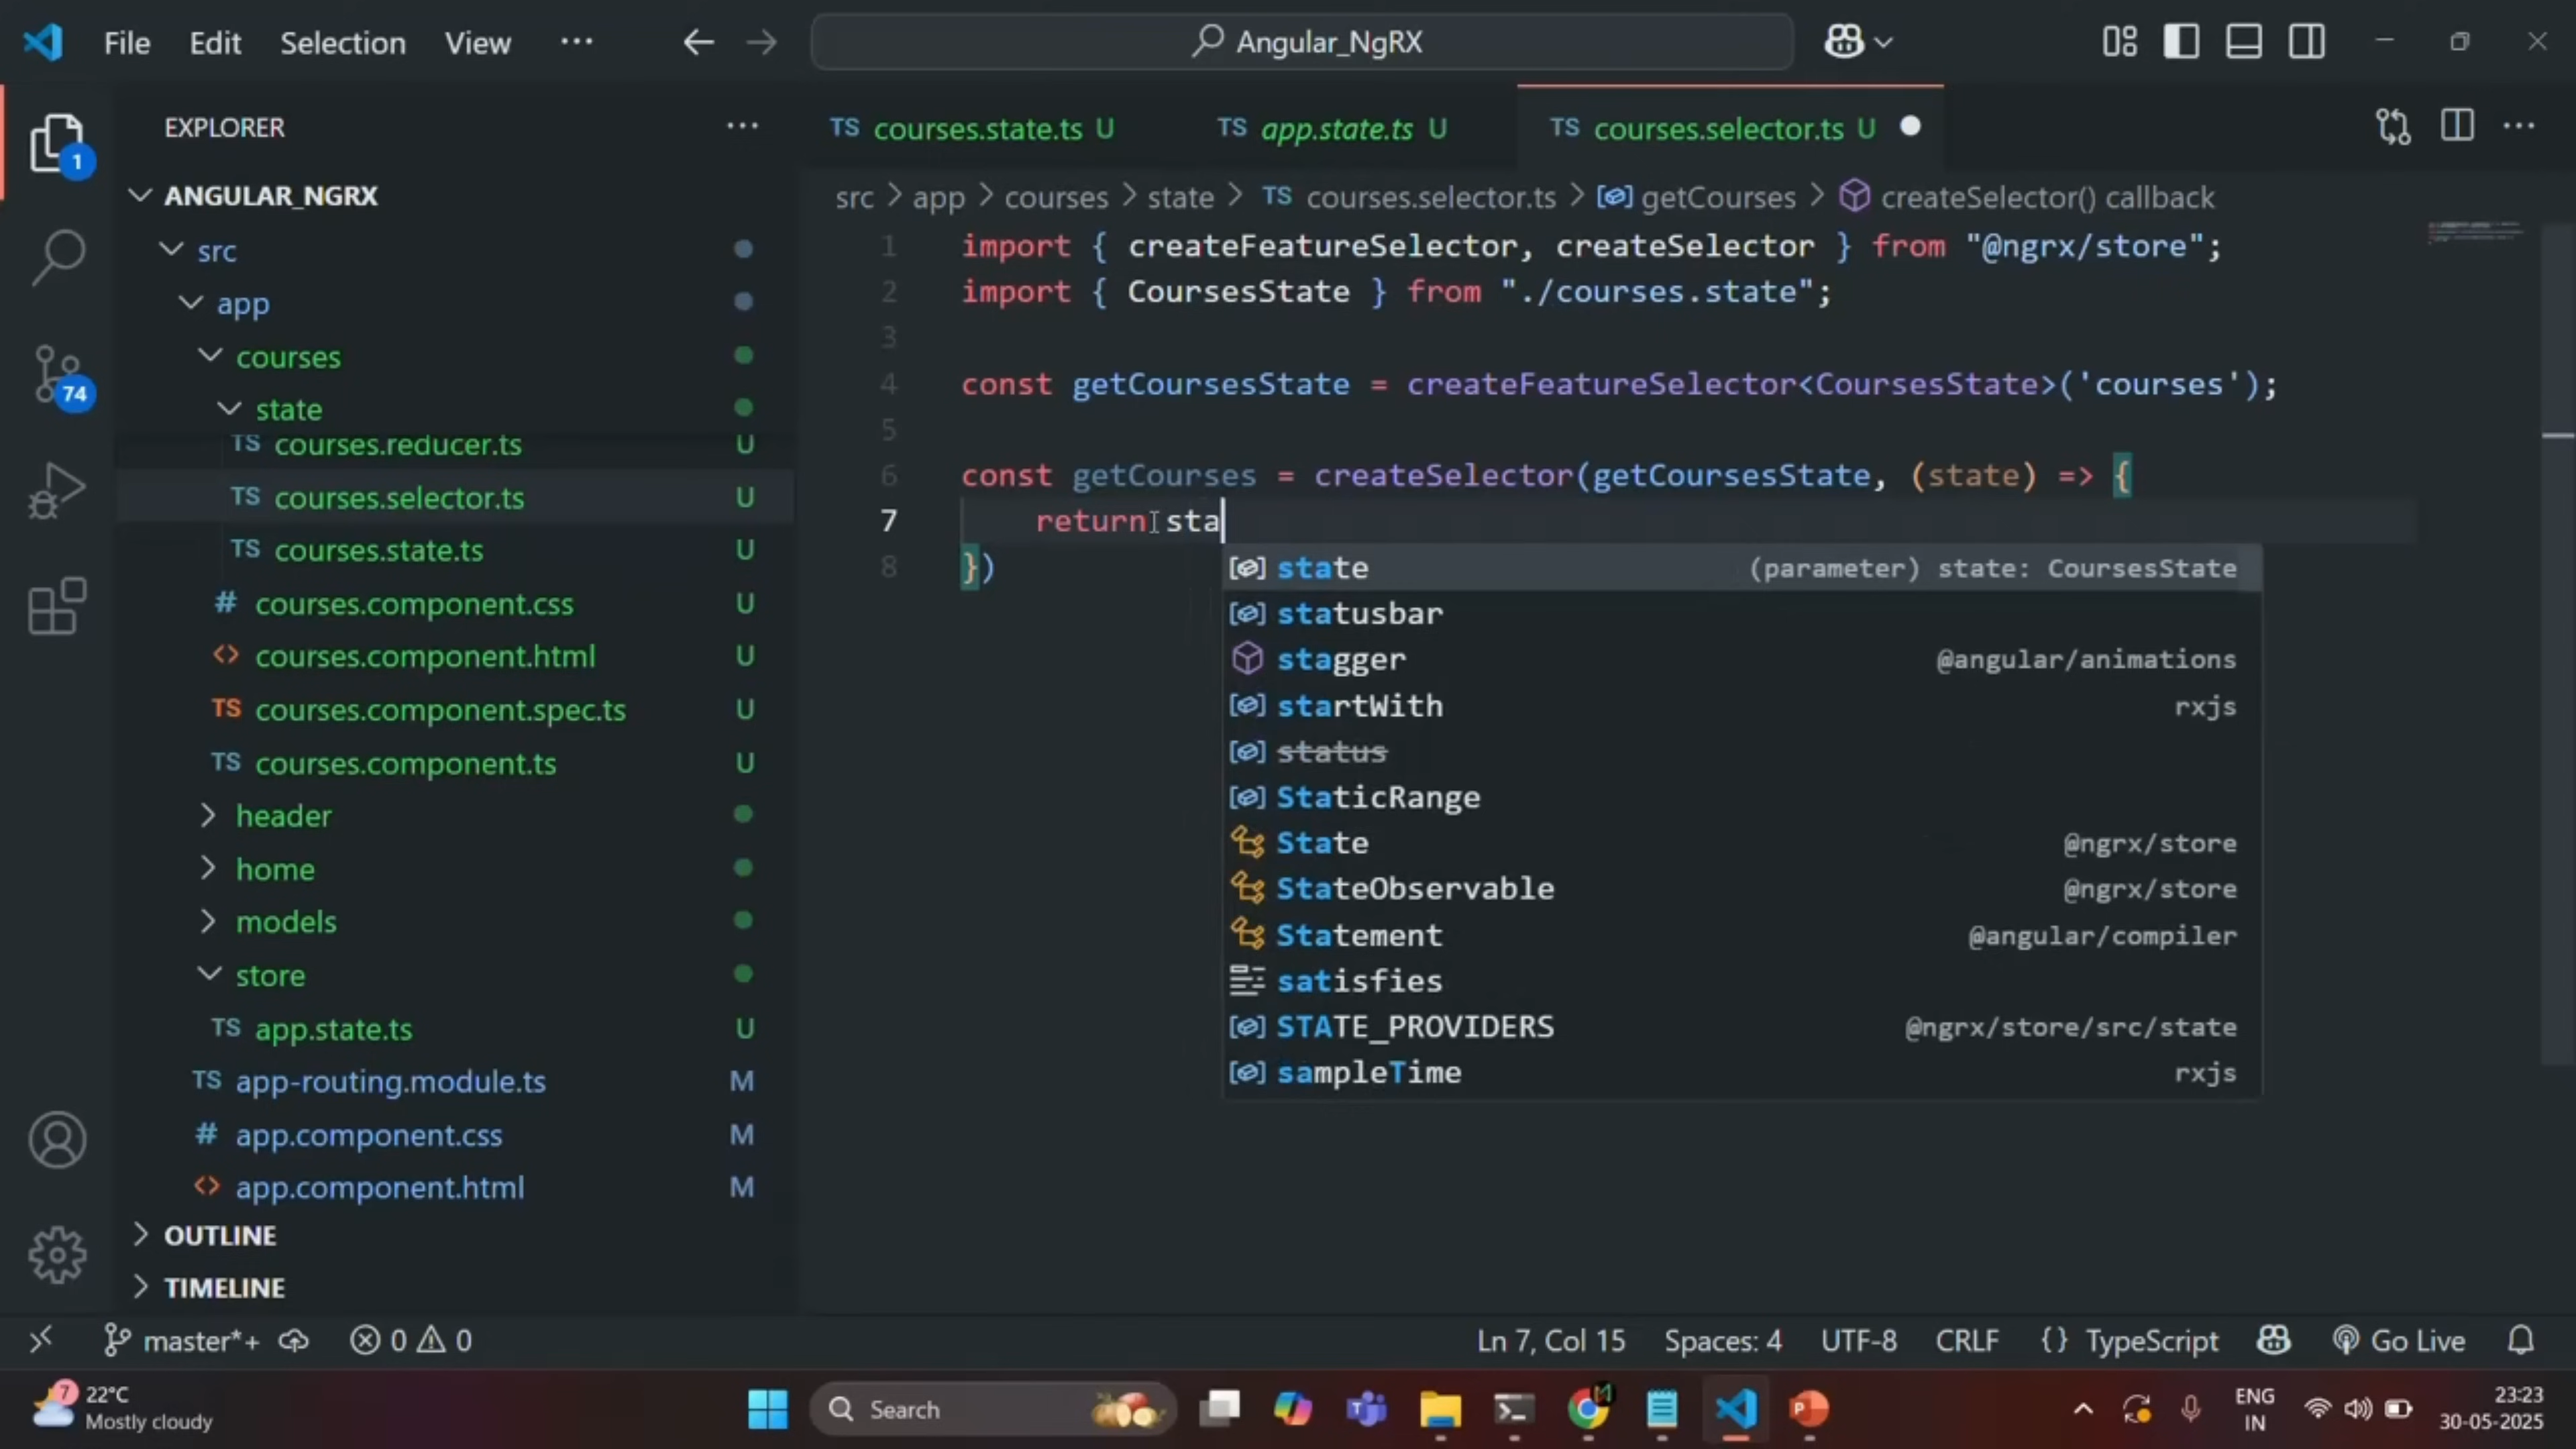 File Edit Selection View ··· Angular_NgRX
EXPLORER ···
1
74
ANGULAR_NGRX
src
app
courses
state
TS courses.reducer.ts U
TS courses.selector.ts U
TS courses.state.ts U
# courses.component.css U
<> courses.component.html U
TS courses.component.spec.ts U
TS courses.component.ts U
header
home
models
store
TS app.state.ts U
TS app-routing.module.ts M
# app.component.css M
<> app.component.html M
OUTLINE
TIMELINE
TS courses.state.ts U TS app.state.ts U TS courses.selector.ts U
src > app > courses > state > TS courses.selector.ts > getCourses > createSelector() callback
1 import { createFeatureSelector, createSelector } from "@ngrx/store";
2 import { CoursesState } from "./courses.state";
3
4 const getCoursesState = createFeatureSelector<CoursesState>('courses');
5
6 const getCourses = createSelector(getCoursesState, (state) => {
7 return sta
8 })
state (parameter) state: CoursesState
statusbar
stagger @angular/animations
startWith rxjs
status
StaticRange
State @ngrx/store
StateObservable @ngrx/store
Statement @angular/compiler
satisfies
STATE_PROVIDERS @ngrx/store/src/state
sampleTime rxjs
master*+ 0 0 Ln 7, Col 15 Spaces: 4 UTF-8 CRLF {} TypeScript Go Live
7 22°C
Mostly cloudy
Search
ENG
IN
23:23
30-05-2025